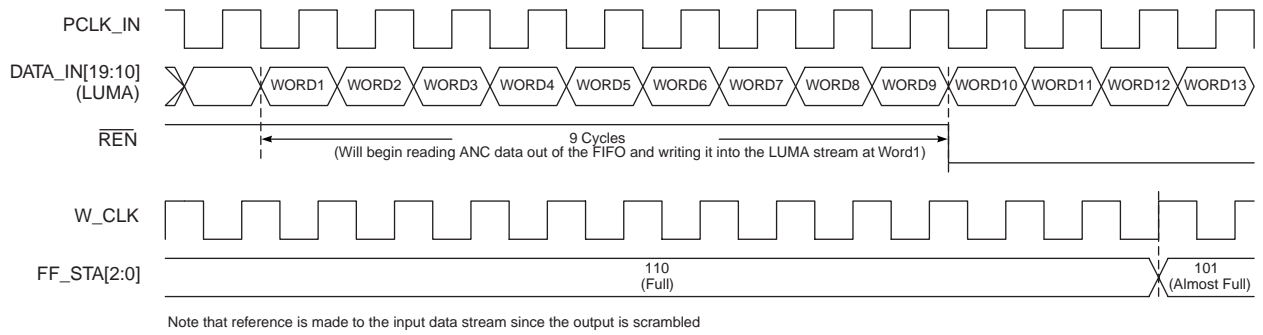 PCLK_IN
DATA_IN[19:10]
(LUMA)
WORD1 WORD2 WORD3 WORD4 WORD5 WORD6 WORD7 WORD8 WORD9 WORD10 WORD11 WORD12 WORD13
REN
9 Cycles
(Will begin reading ANC data out of the FIFO and writing it into the LUMA stream at Word1)
W_CLK
FF_STA[2:0]
110
(Full)
101
(Almost Full)
Note that reference is made to the input data stream since the output is scrambled